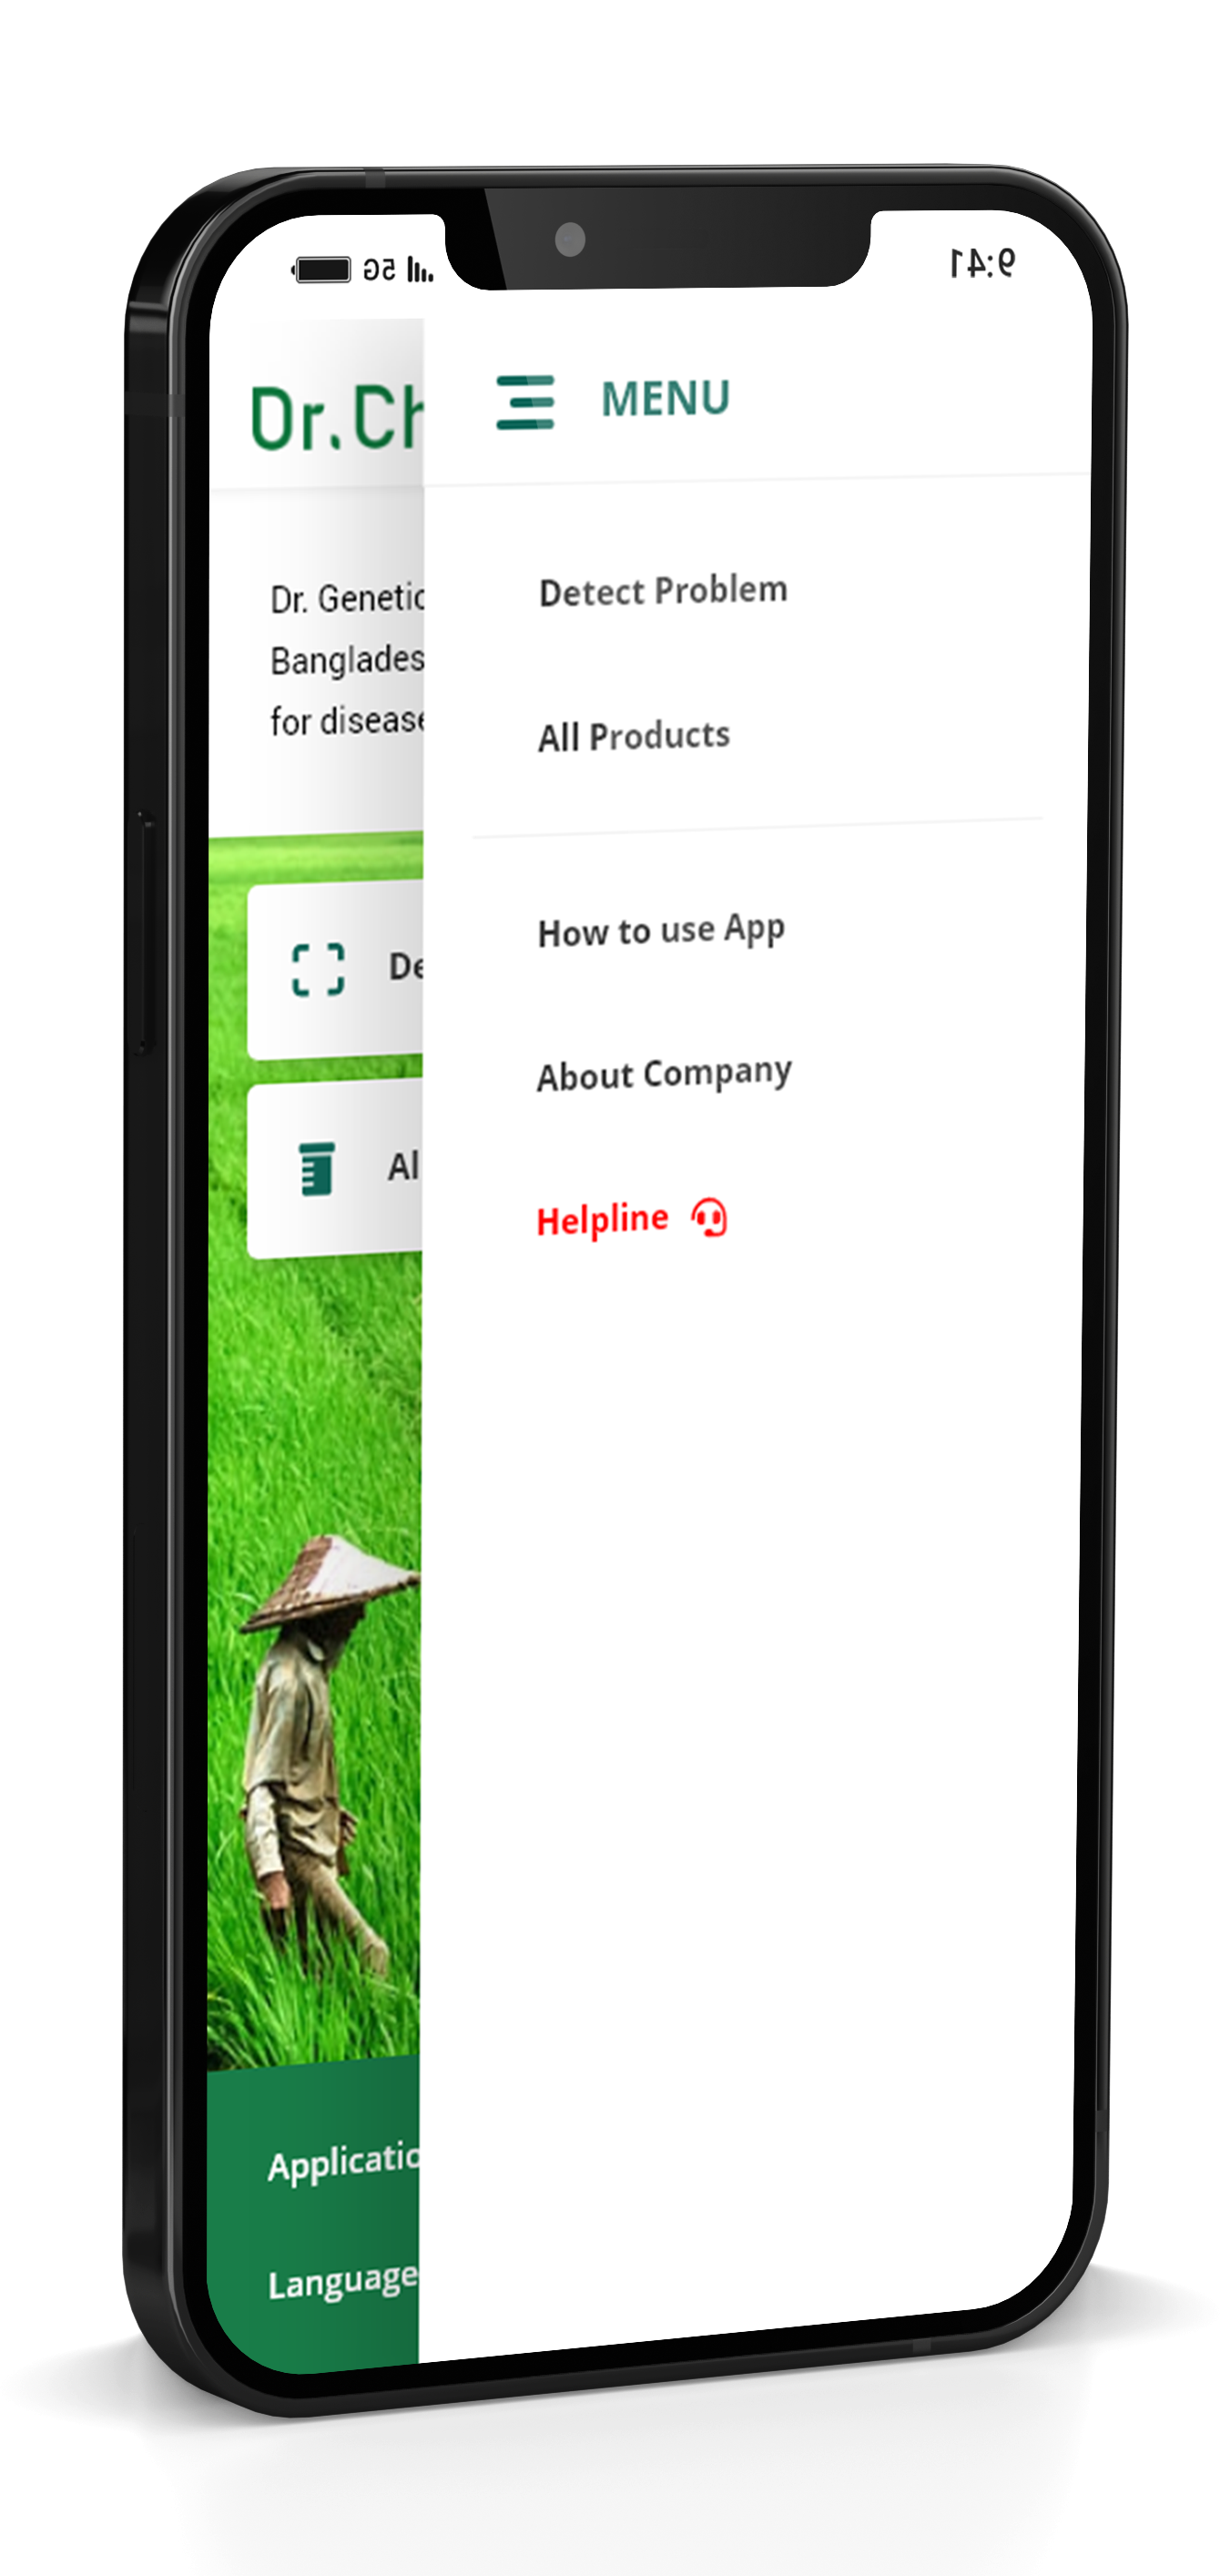 5G
9:41
Dr.Ch
MENU
Dr. Genetic
Banglades
for disease
Detect Problem
All Products
De
How to use App
Al
About Company
Helpline
Applicatio
Language